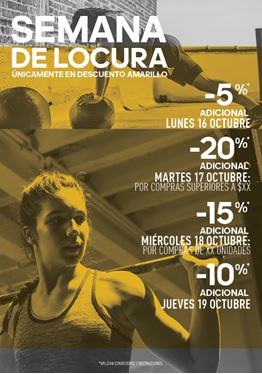 SEMANA
DE LOCURA
ÚNICAMENTE EN DESCUENTO AMARILLO
-5%*
ADICIONAL
LUNES 16 OCTUBRE
-20%*
ADICIONAL
MARTES 17 OCTUBRE:
POR COMPRAS SUPERIORES A $XX
-15%*
ADICIONAL
MIÉRCOLES 18 OCTUBRE:
POR COMPRAS DE XX UNIDADES
-10%*
ADICIONAL
JUEVES 19 OCTUBRE
*APLICAN CONDICIONES Y RESTRICCIONES.